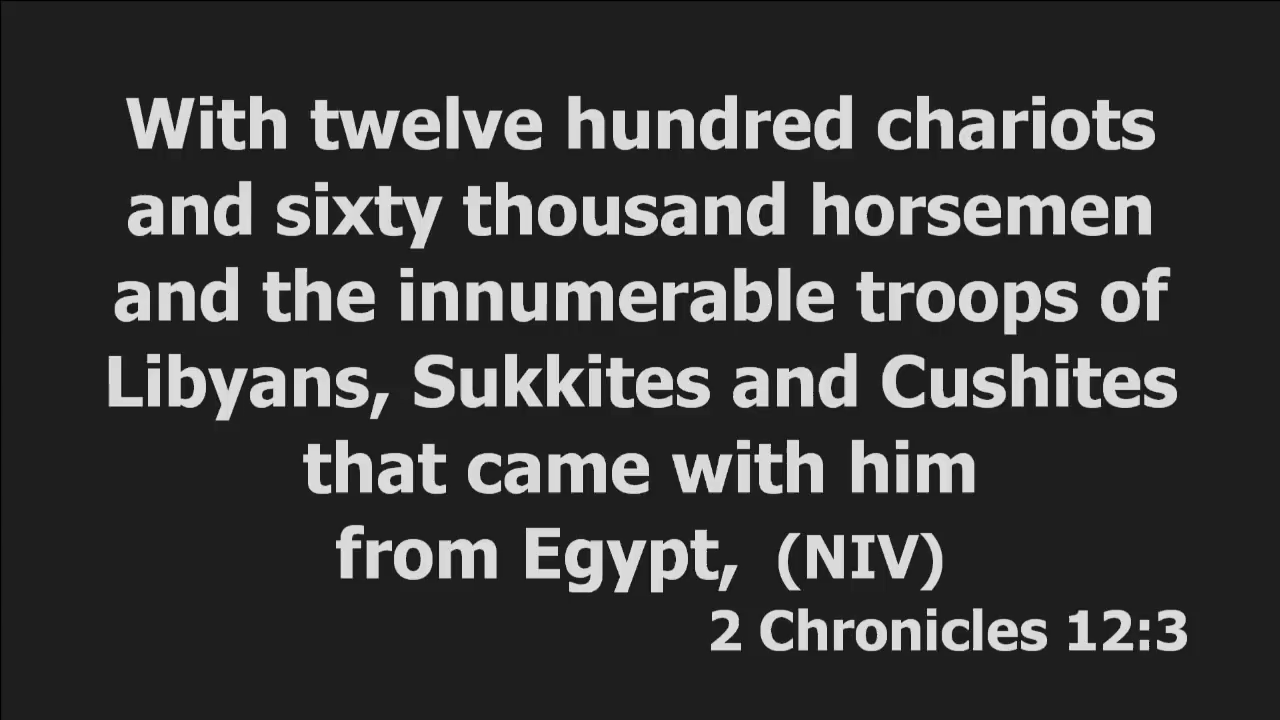 With twelve hundred chariots
and sixty thousand horsemen
and the innumerable troops of
Libyans, Sukkites and Cushites
that came with him
from Egypt, (NIV)
2 Chronicles 12:3